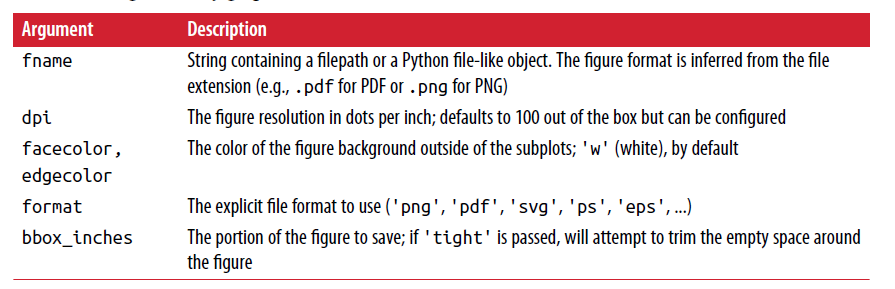 Argument Description
fname String containing a filepath or a Python file-like object. The figure format is inferred from the file
extension (e.g., .pdf for PDF or .png for PNG)
dpi The figure resolution in dots per inch; defaults to 100 out of the box but can be configured
facecolor, The color of the figure background outside of the subplots; 'w' (white), by default
edgecolor
format The explicit file format to use ('png', 'pdf', 'svg', 'ps', 'eps', ...)
bbox_inches The portion of the figure to save; if 'tight' is passed, will attempt to trim the empty space around
the figure